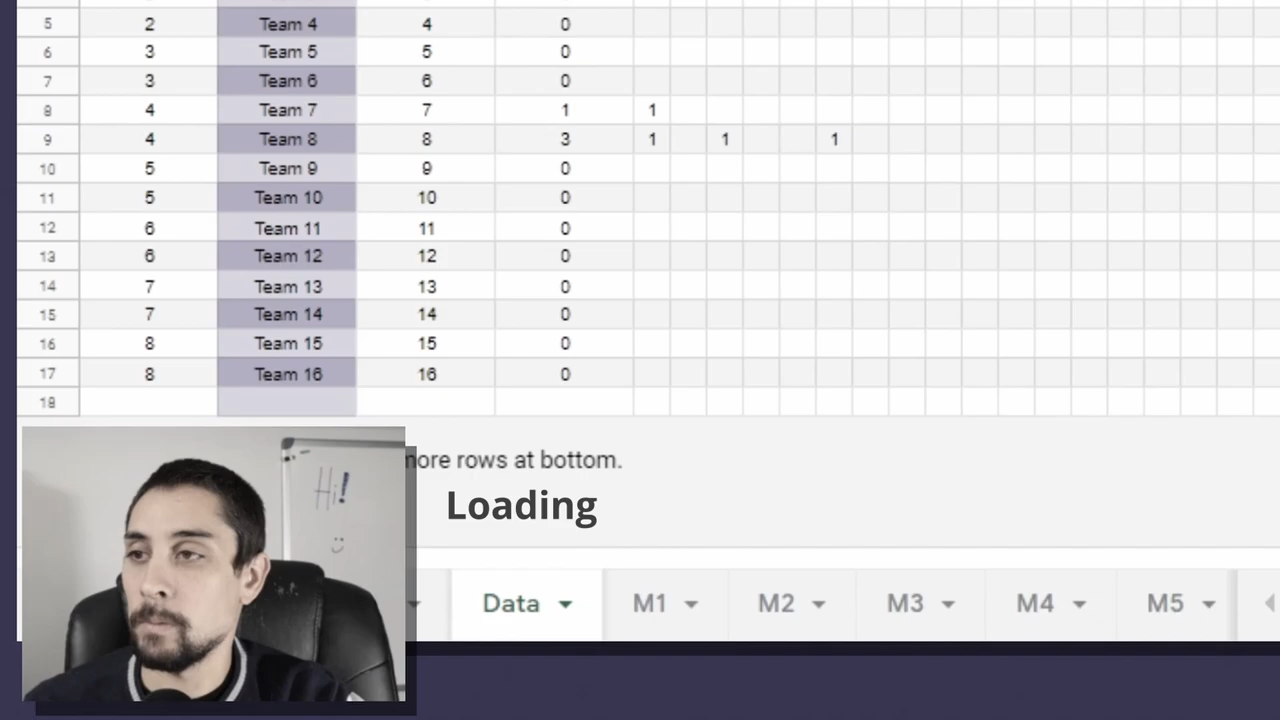 5 2 Team 4 4 0
6 3 Team 5 5 0
7 3 Team 6 6 0
8 4 Team 7 7 1 1
9 4 Team 8 8 3 1 1 1
10 5 Team 9 9 0
11 5 Team 10 10 0
12 6 Team 11 11 0
13 6 Team 12 12 0
14 7 Team 13 13 0
15 7 Team 14 14 0
16 8 Team 15 15 0
17 8 Team 16 16 0
18
more rows at bottom.
Hi!
Loading
Data M1 M2 M3 M4 M5